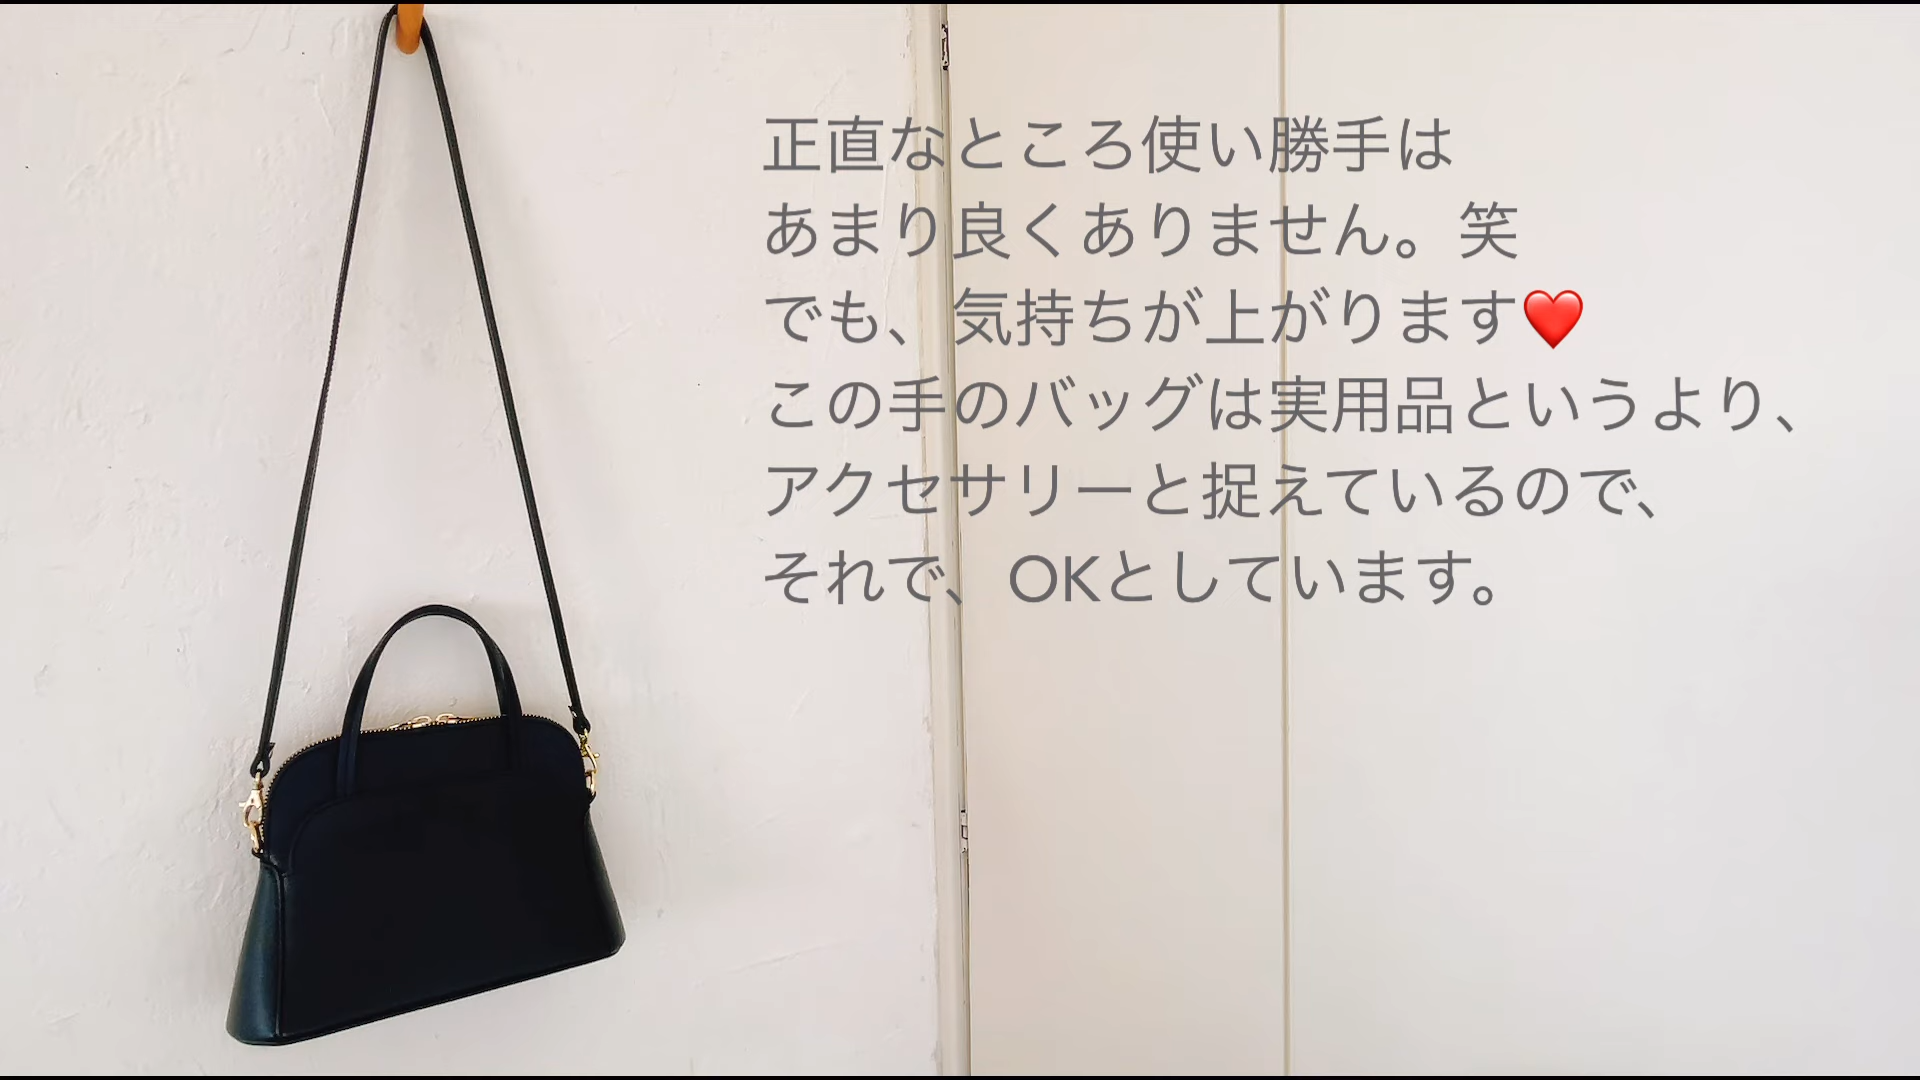 正直なところ使い勝手は
あまり良くありません。笑
でも、気持ちが上がります❤️
この手のバッグは実用品というより、
アクセサリーと捉えているので、
それで、OKとしています。